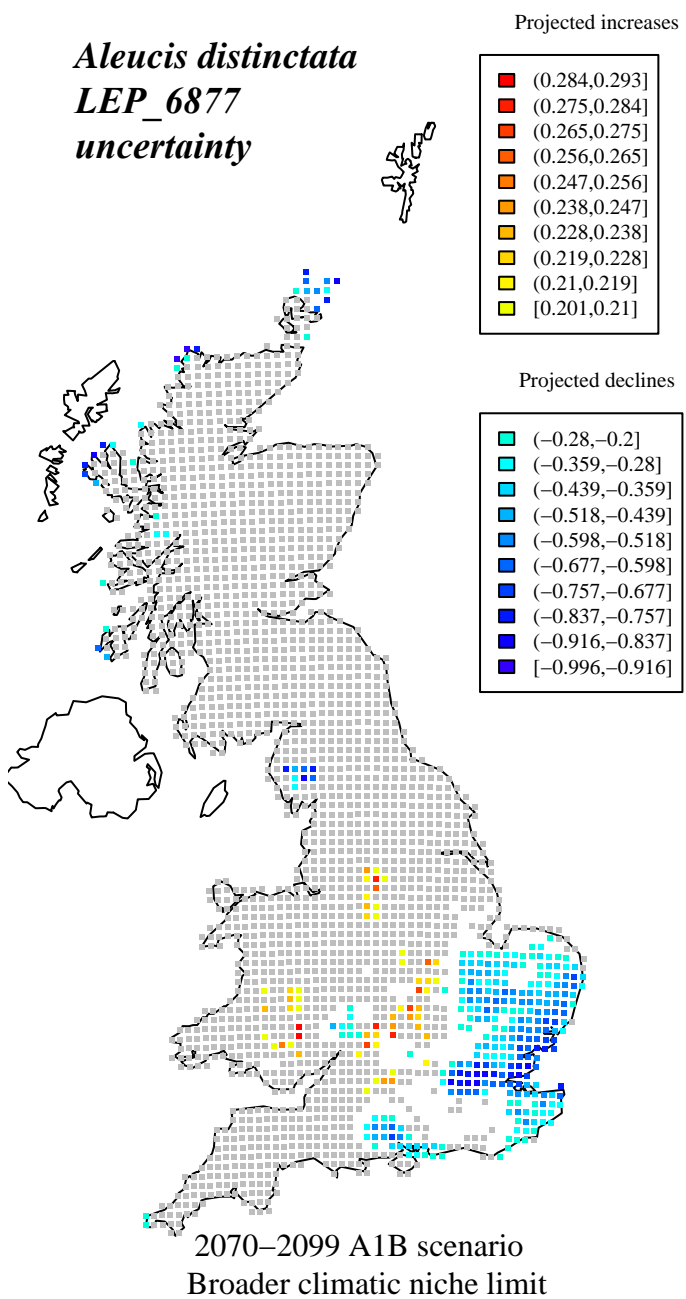 Projected increases
Aleucis distinctata
LEP_6877
uncertainty
(0.284,0.293]
(0.275,0.284]
(0.265,0.275]
(0.256,0.265]
(0.247,0.256]
(0.238,0.247]
(0.228,0.238]
(0.219,0.228]
(0.21,0.219]
[0.201,0.21]
Projected declines
(−0.28,−0.2]
(−0.359,−0.28]
(−0.439,−0.359]
(−0.518,−0.439]
(−0.598,−0.518]
(−0.677,−0.598]
(−0.757,−0.677]
(−0.837,−0.757]
(−0.916,−0.837]
[−0.996,−0.916]
2070−2099 A1B scenario
Broader climatic niche limit